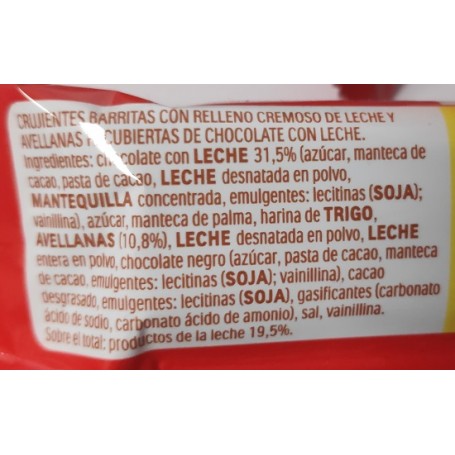 CRUJIENTES BARRITAS CON RELLENO CREMOSO DE LECHE Y
AVELLANAS RECUBIERTAS DE CHOCOLATE CON LECHE.
Ingredientes: chocolate con LECHE 31,5% (azúcar, manteca de
cacao, pasta de cacao, LECHE desnatada en polvo,
MANTEQUILLA concentrada, emulgentes: lecitinas (SOJA);
vainillina), azúcar, manteca de palma, harina de TRIGO,
AVELLANAS (10,8%), LECHE desnatada en polvo, LECHE
entera en polvo, chocolate negro (azúcar, pasta de cacao, manteca
de cacao, emulgentes: lecitinas (SOJA); vainillina), cacao
desgrasado, emulgentes: lecitinas (SOJA), gasificantes (carbonato
ácido de sodio, carbonato ácido de amonio), sal, vainillina.
Sobre el total: productos de la leche 19,5%.